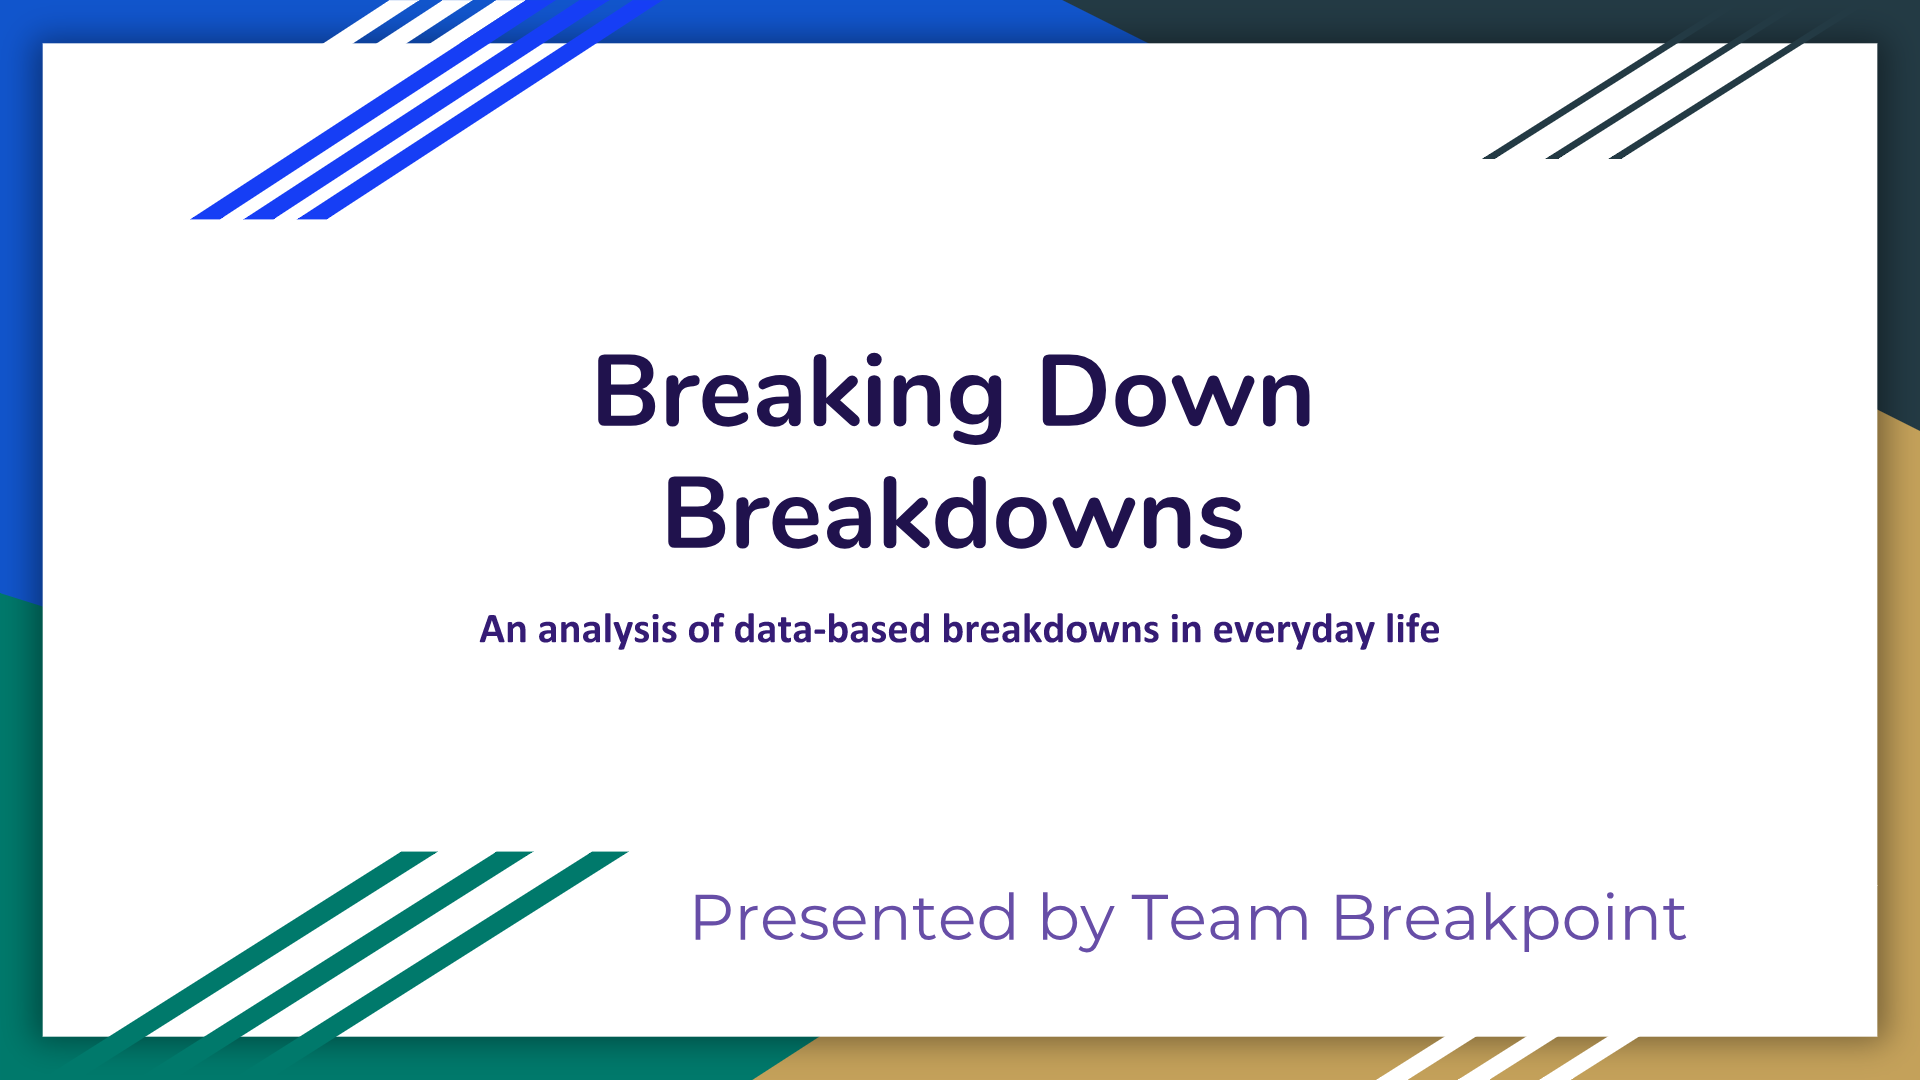 Breaking Down
Breakdowns
An analysis of data-based breakdowns in everyday life
Presented by Team Breakpoint